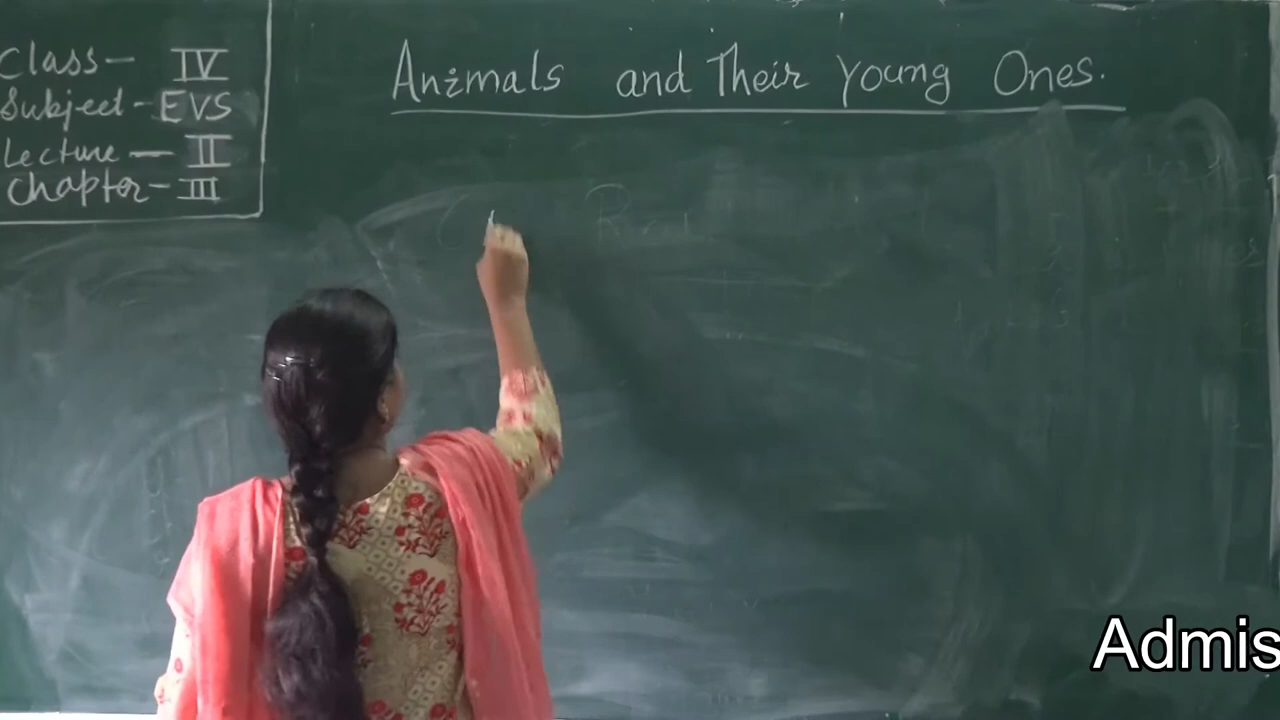 Class- IV
Subject - EVS
Lecture - II
Chapter - III
Animals and Their Young Ones.
Admis